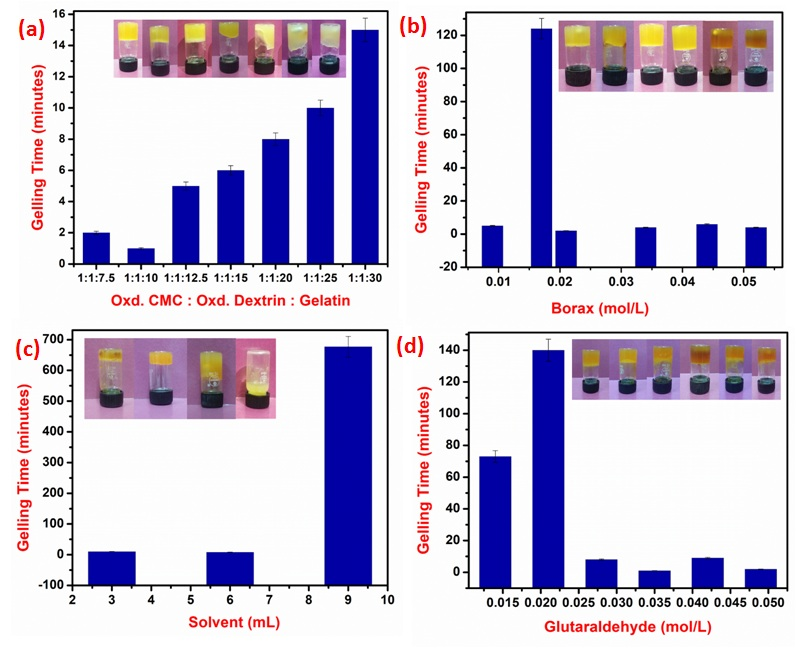 (a)
Gelling Time (minutes)
16
14
12
10
8
6
4
2
0
1:1:7.5 1:1:10 1:1:12.5 1:1:15 1:1:20 1:1:25 1:1:30
Oxd. CMC : Oxd. Dextrin : Gelatin
(b)
Gelling Time (minutes)
120
100
80
60
40
20
0
-20
0.01 0.02 0.03 0.04 0.05
Borax (mol/L)
(c)
Gelling Time (minutes)
700
600
500
400
300
200
100
0
-100
2 3 4 5 6 7 8 9 10
Solvent (mL)
(d)
Gelling Time (minutes)
140
120
100
80
60
40
20
0
0.015 0.020 0.025 0.030 0.035 0.040 0.045 0.050
Glutaraldehyde (mol/L)